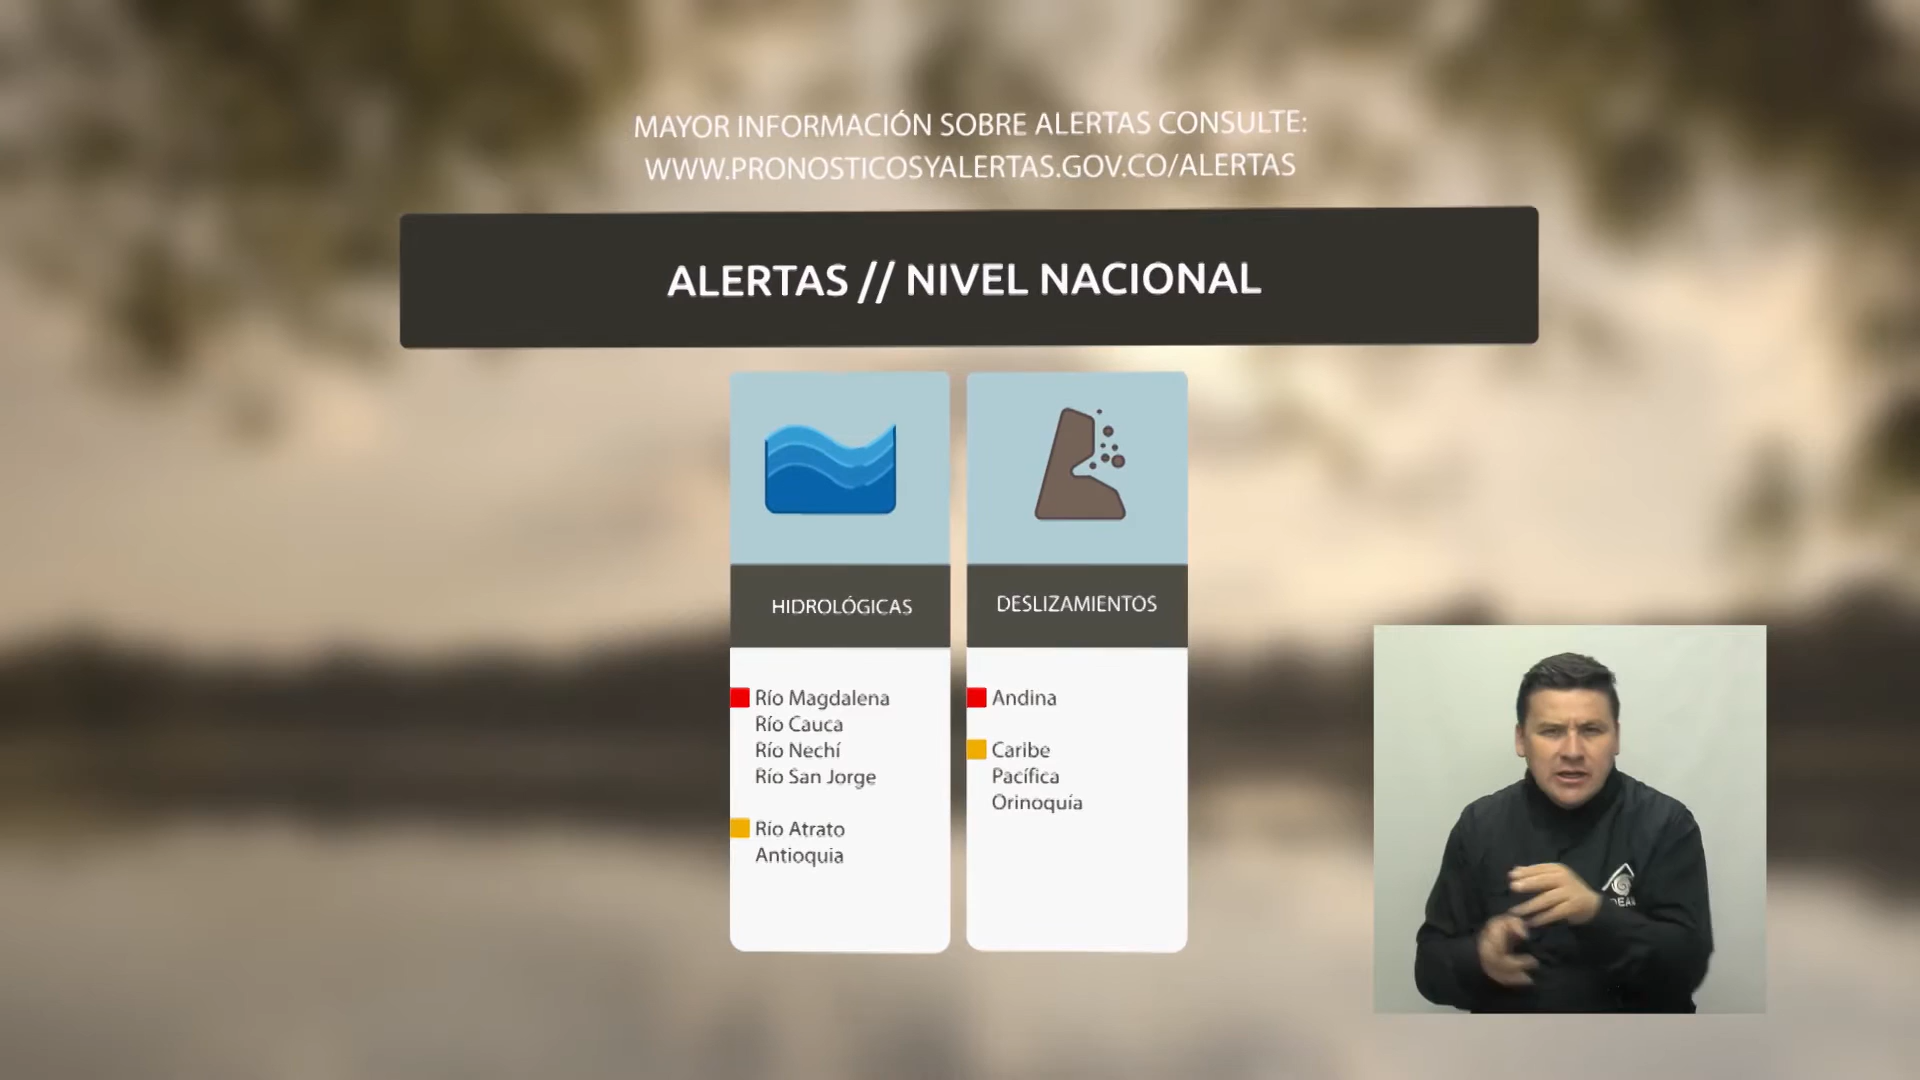 MAYOR INFORMACIÓN SOBRE ALERTAS CONSULTE:
WWW.PRONOSTICOSYALERTAS.GOV.CO/ALERTAS
ALERTAS // NIVEL NACIONAL
HIDROLÓGICAS
Río Magdalena
Río Cauca
Río Nechí
Río San Jorge
Río Atrato
Antioquia
DESLIZAMIENTOS
Andina
Caribe
Pacífica
Orinoquía